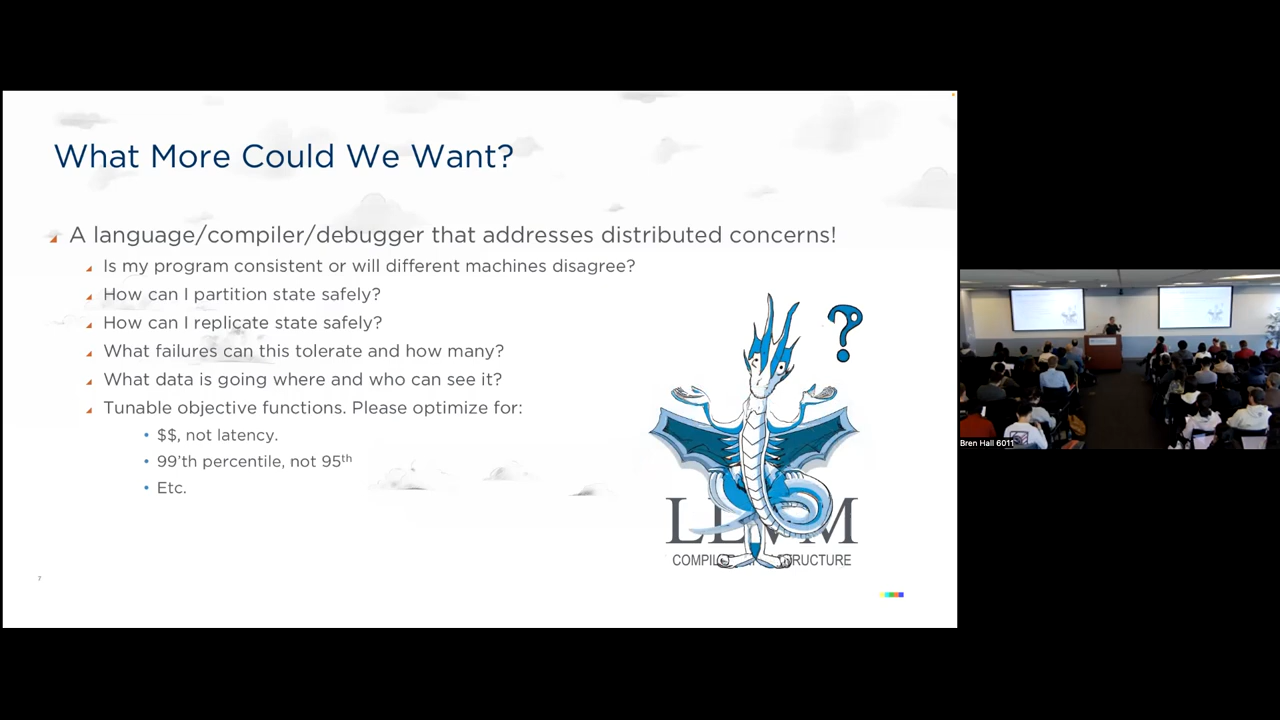 What More Could We Want?
A language/compiler/debugger that addresses distributed concerns!
Is my program consistent or will different machines disagree?
How can I partition state safely?
How can I replicate state safely?
What failures can this tolerate and how many?
What data is going where and who can see it?
Tunable objective functions. Please optimize for:
$$, not latency.
99'th percentile, not 95th
Etc.
?
LLVM
7
Bren Hall 6011